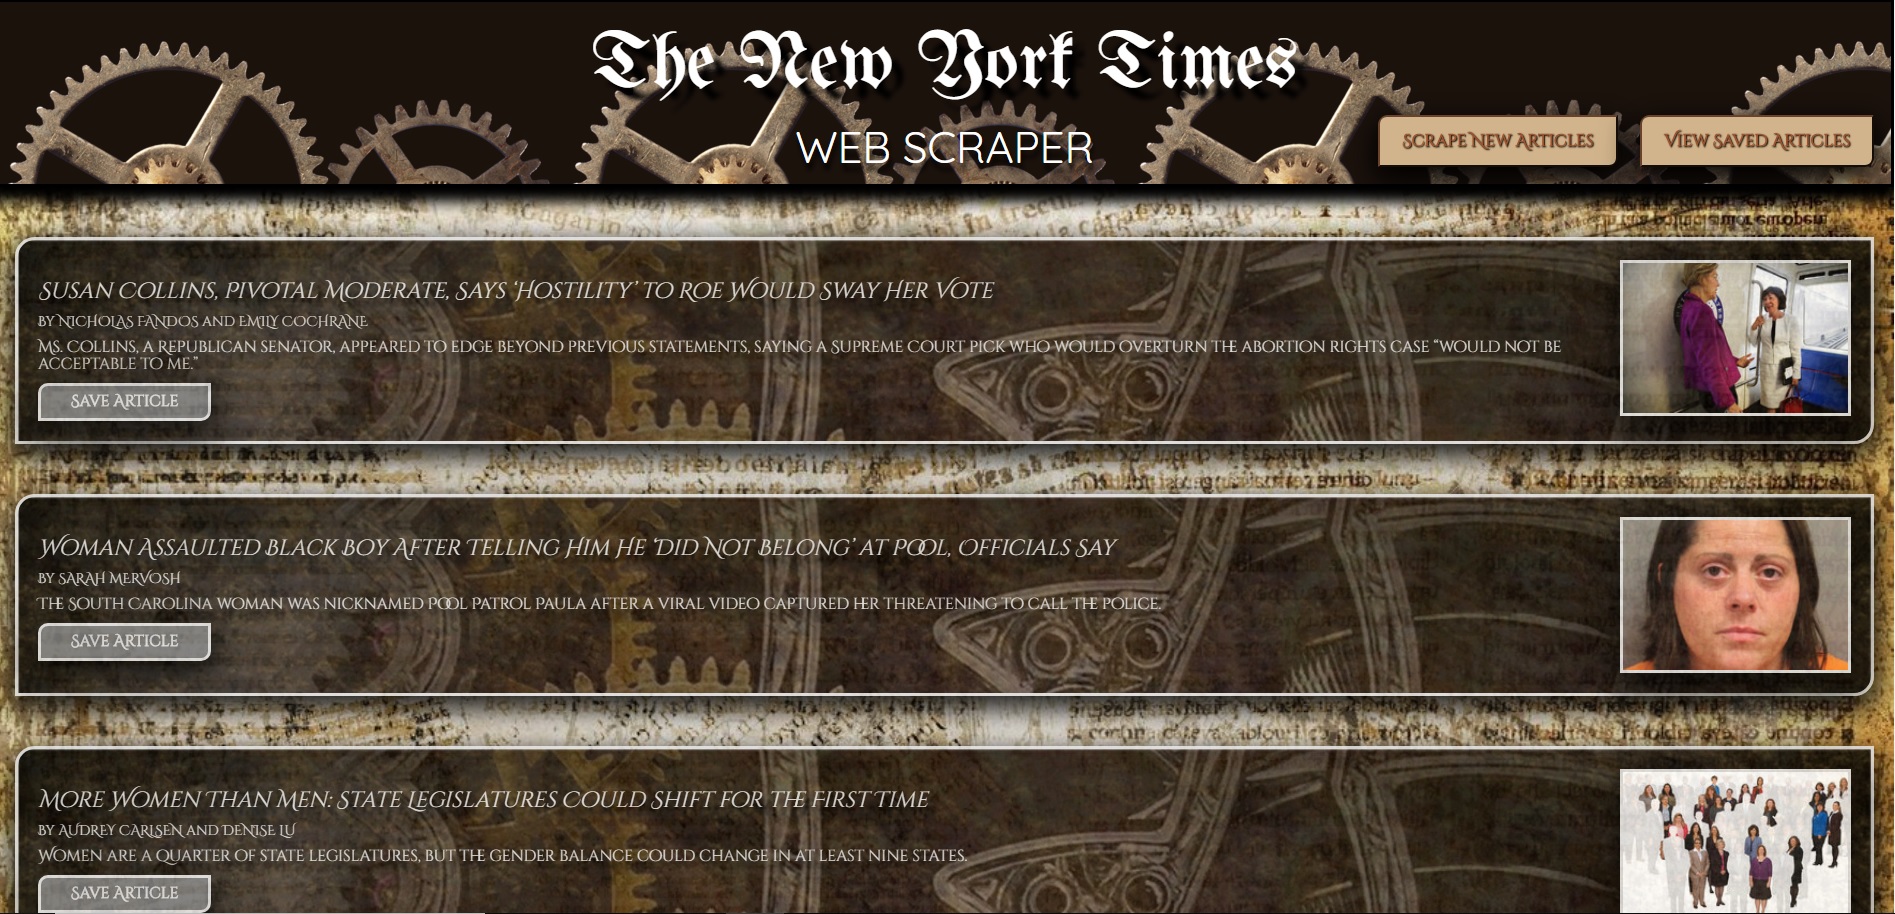 The New York Times
WEB SCRAPER
SCRAPE NEW ARTICLES
VIEW SAVED ARTICLES
SUSAN COLLINS, PIVOTAL MODERATE, SAYS ‘HOSTILITY’ TO ROE WOULD SWAY HER VOTE
BY NICHOLAS FANDOS AND EMILY COCHRANE
MS. COLLINS, A REPUBLICAN SENATOR, APPEARED TO EDGE BEYOND PREVIOUS STATEMENTS, SAYING A SUPREME COURT PICK WHO WOULD OVERTURN THE ABORTION RIGHTS CASE “WOULD NOT BE
ACCEPTABLE TO ME.”
SAVE ARTICLE
WOMAN ASSAULTED BLACK BOY AFTER TELLING HIM HE ‘DID NOT BELONG’ AT POOL, OFFICIALS SAY
BY SARAH MERVOSH
THE SOUTH CAROLINA WOMAN WAS NICKNAMED POOL PATROL PAULA AFTER A VIRAL VIDEO CAPTURED HER THREATENING TO CALL THE POLICE.
SAVE ARTICLE
MORE WOMEN THAN MEN: STATE LEGISLATURES COULD SHIFT FOR THE FIRST TIME
BY AUDREY CARLSEN AND DENISE LU
WOMEN ARE A QUARTER OF STATE LEGISLATURES, BUT THE GENDER BALANCE COULD CHANGE IN AT LEAST NINE STATES.
SAVE ARTICLE